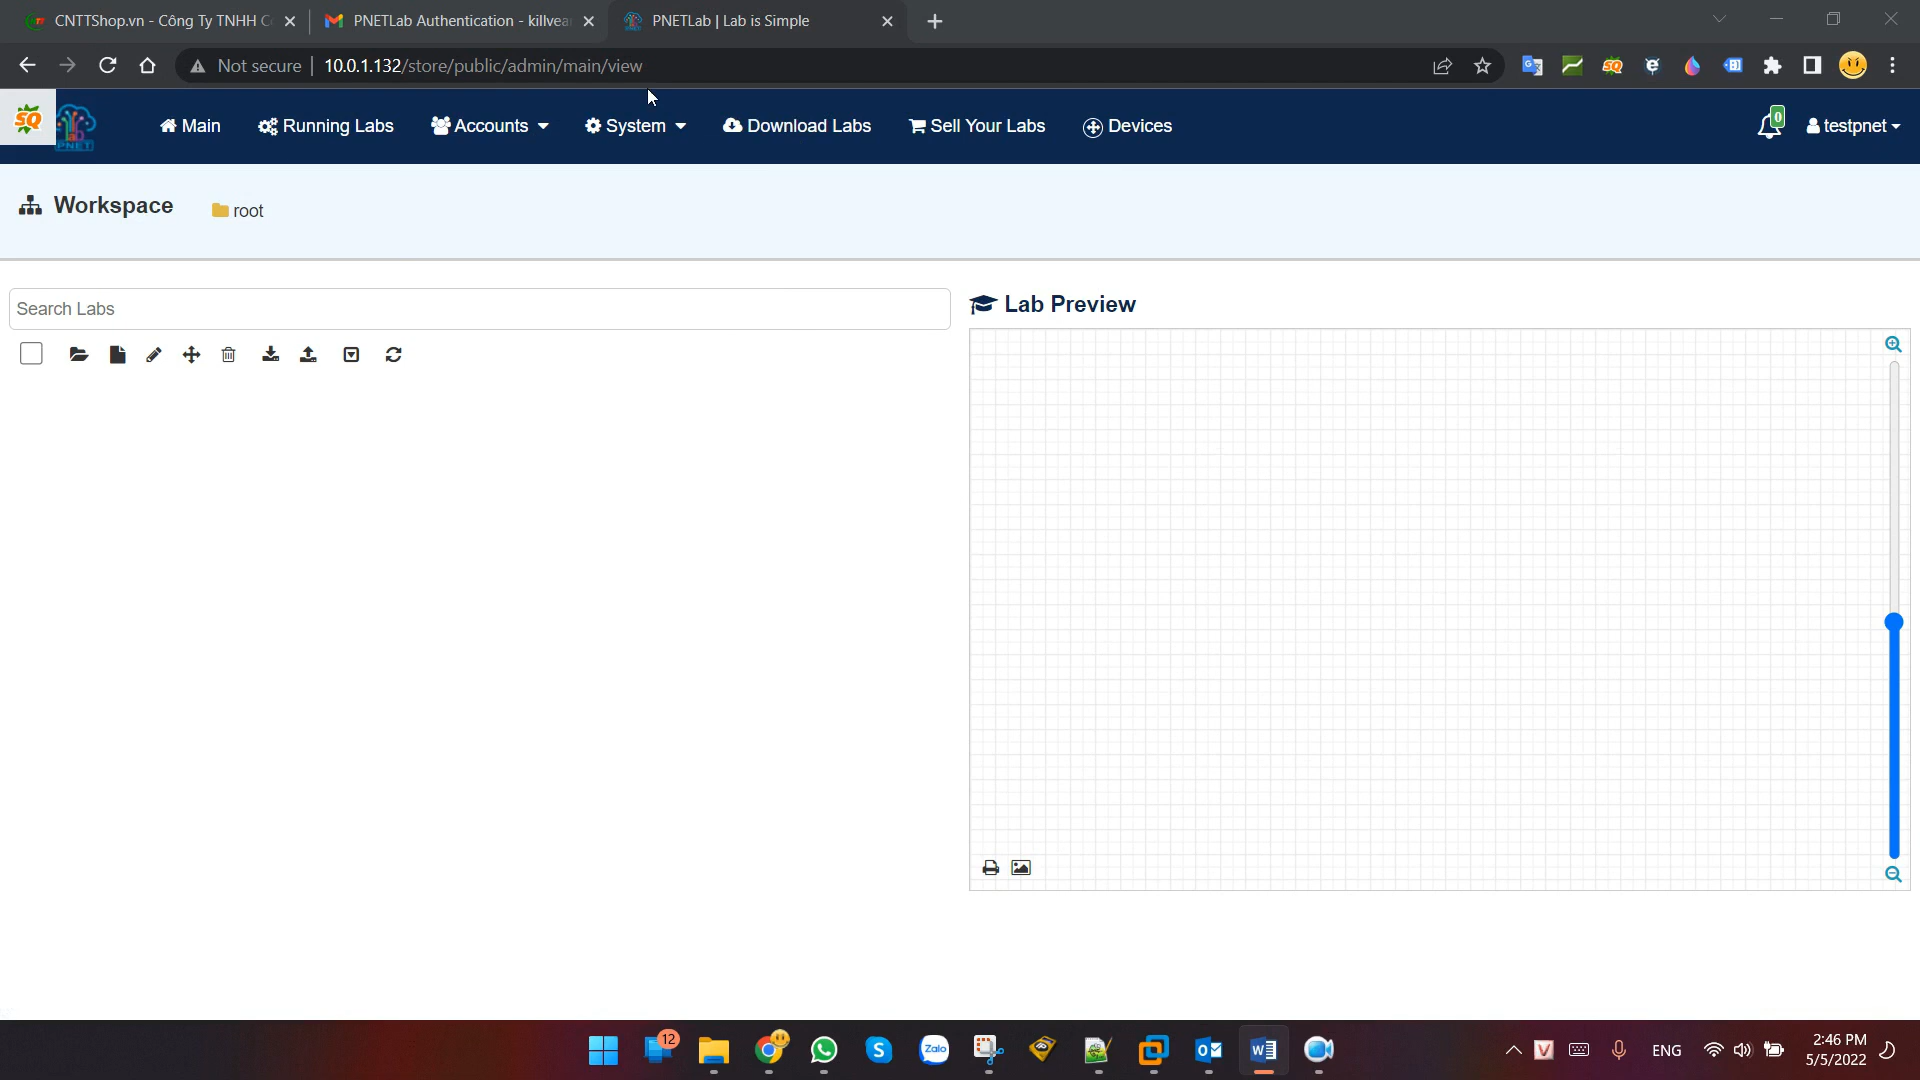 CNTTShop.vn - Công Ty TNHH C
PNETLab Authentication - killvea
PNETLab | Lab is Simple
Not secure
10.0.1.132/store/public/admin/main/view
SQ
PNET
Main
Running Labs
Accounts
System
Download Labs
Sell Your Labs
Devices
0
testpnet
Workspace
root
Search Labs
Lab Preview
12
S
Zalo
O
W
V
ENG
2:46 PM
5/5/2022